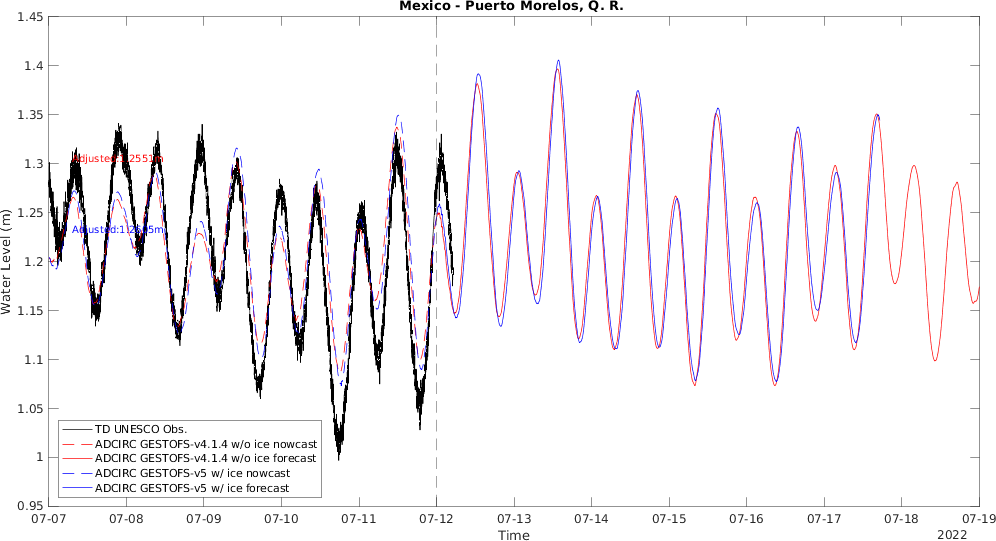 Mexico - Puerto Morelos, Q. R.
1.45
1.4
1.35
1.3
1.25
1.2
1.15
1.1
1.05
1
0.95
Water Level (m)
Adjusted:1.2551m
TD UNESCO Obs.
ADCIRC GESTOFS-v4.1.4 w/o ice nowcast
ADCIRC GESTOFS-v4.1.4 w/o ice forecast
ADCIRC GESTOFS-v5 w/ ice nowcast
ADCIRC GESTOFS-v5 w/ ice forecast
07-07 07-08 07-09 07-10 07-11 07-12 07-13 07-14 07-15 07-16 07-17 07-18 07-19
Time
2022